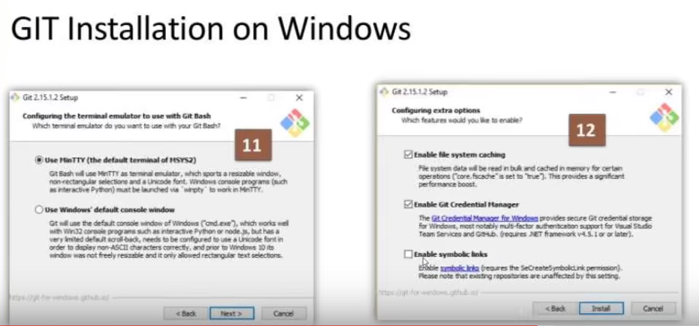 GIT Installation on Windows
Git 2.15.1.2 Setup
Configuring the terminal emulator to use with Git Bash
Which terminal emulator do you want to use with your Git Bash?
11
Use MinTTY (the default terminal of MSYS2)
Git Bash will use MinTTY as terminal emulator, which sports a resizable window,
non-rectangular selections and a Unicode font. Windows console programs (such
as interactive Python) must be launched via `winpty` to work in MinTTY.
Use Windows' default console window
Git will use the default console window of Windows ("cmd.exe"), which works well
with Win32 console programs such as interactive Python or node.js, but has a
very limited default scroll-back, needs to be configured to use a Unicode font in
order to display non-ASCII characters correctly, and prior to Windows 10 its
window was not freely resizable and it only allowed rectangular text selections.
https://git-for-windows.github.io/
< Back
Next >
Cancel
Git 2.15.1.2 Setup
Configuring extra options
Which features would you like to enable?
12
Enable file system caching
File system data will be read in bulk and cached in memory for certain
operations ("core.fscache" is set to "true"). This provides a significant
performance boost.
Enable Git Credential Manager
The Git Credential Manager for Windows provides secure Git credential storage
for Windows, most notably multi-factor authentication support for Visual Studio
Team Services and GitHub. (requires .NET framework v4.5.1 or or later).
Enable symbolic links
Enable symbolic links (requires the SeCreateSymbolicLink permission).
Please note that existing repositories are unaffected by this setting.
https://git-for-windows.github.io/
< Back
Install
Cancel